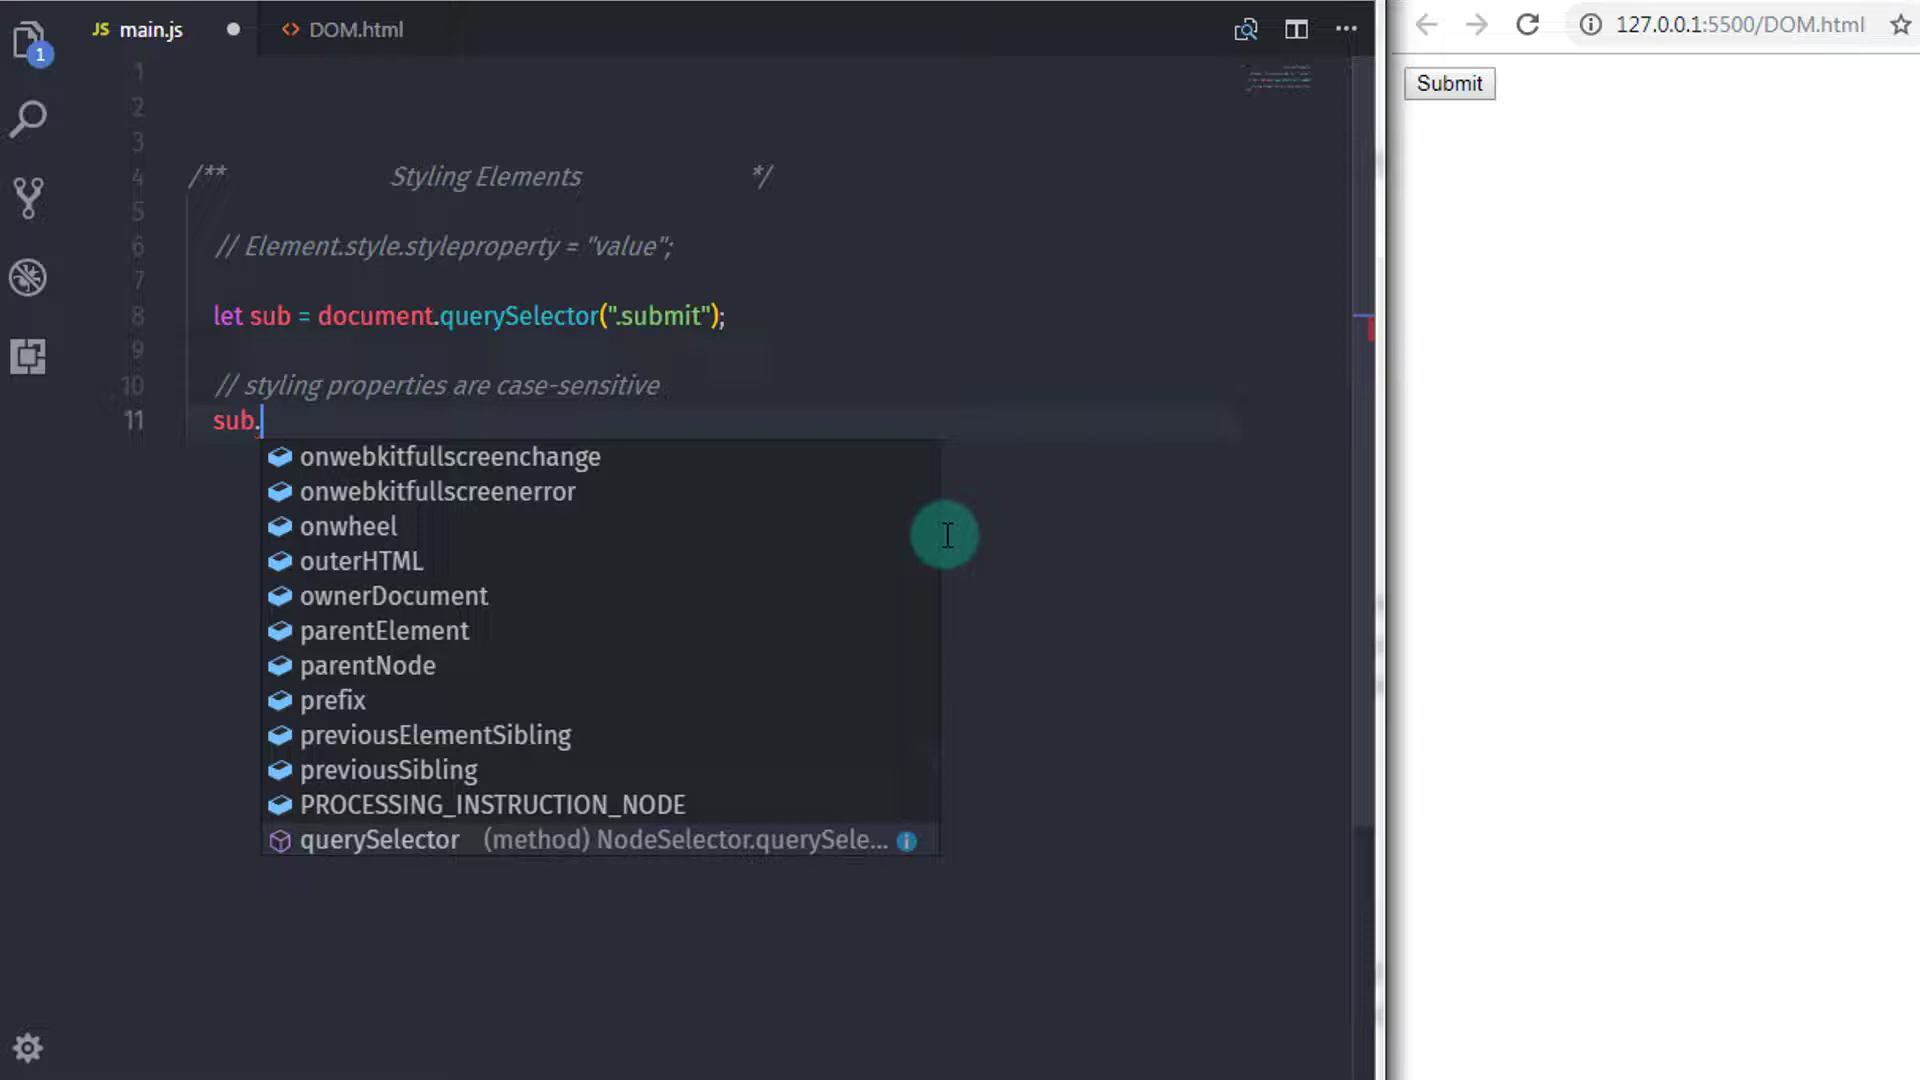 JS main.js
DOM.html
127.0.0.1:5500/DOM.html
1
Submit
1
2
3
4 /** Styling Elements */
5
6 // Element.style.styleproperty = "value";
7
8 let sub = document.querySelector(".submit");
9
10 // styling properties are case-sensitive
11 sub.
onwebkitfullscreenchange
onwebkitfullscreenerror
onwheel
outerHTML
ownerDocument
parentElement
parentNode
prefix
previousElementSibling
previousSibling
PROCESSING_INSTRUCTION_NODE
querySelector (method) NodeSelector.querySele...